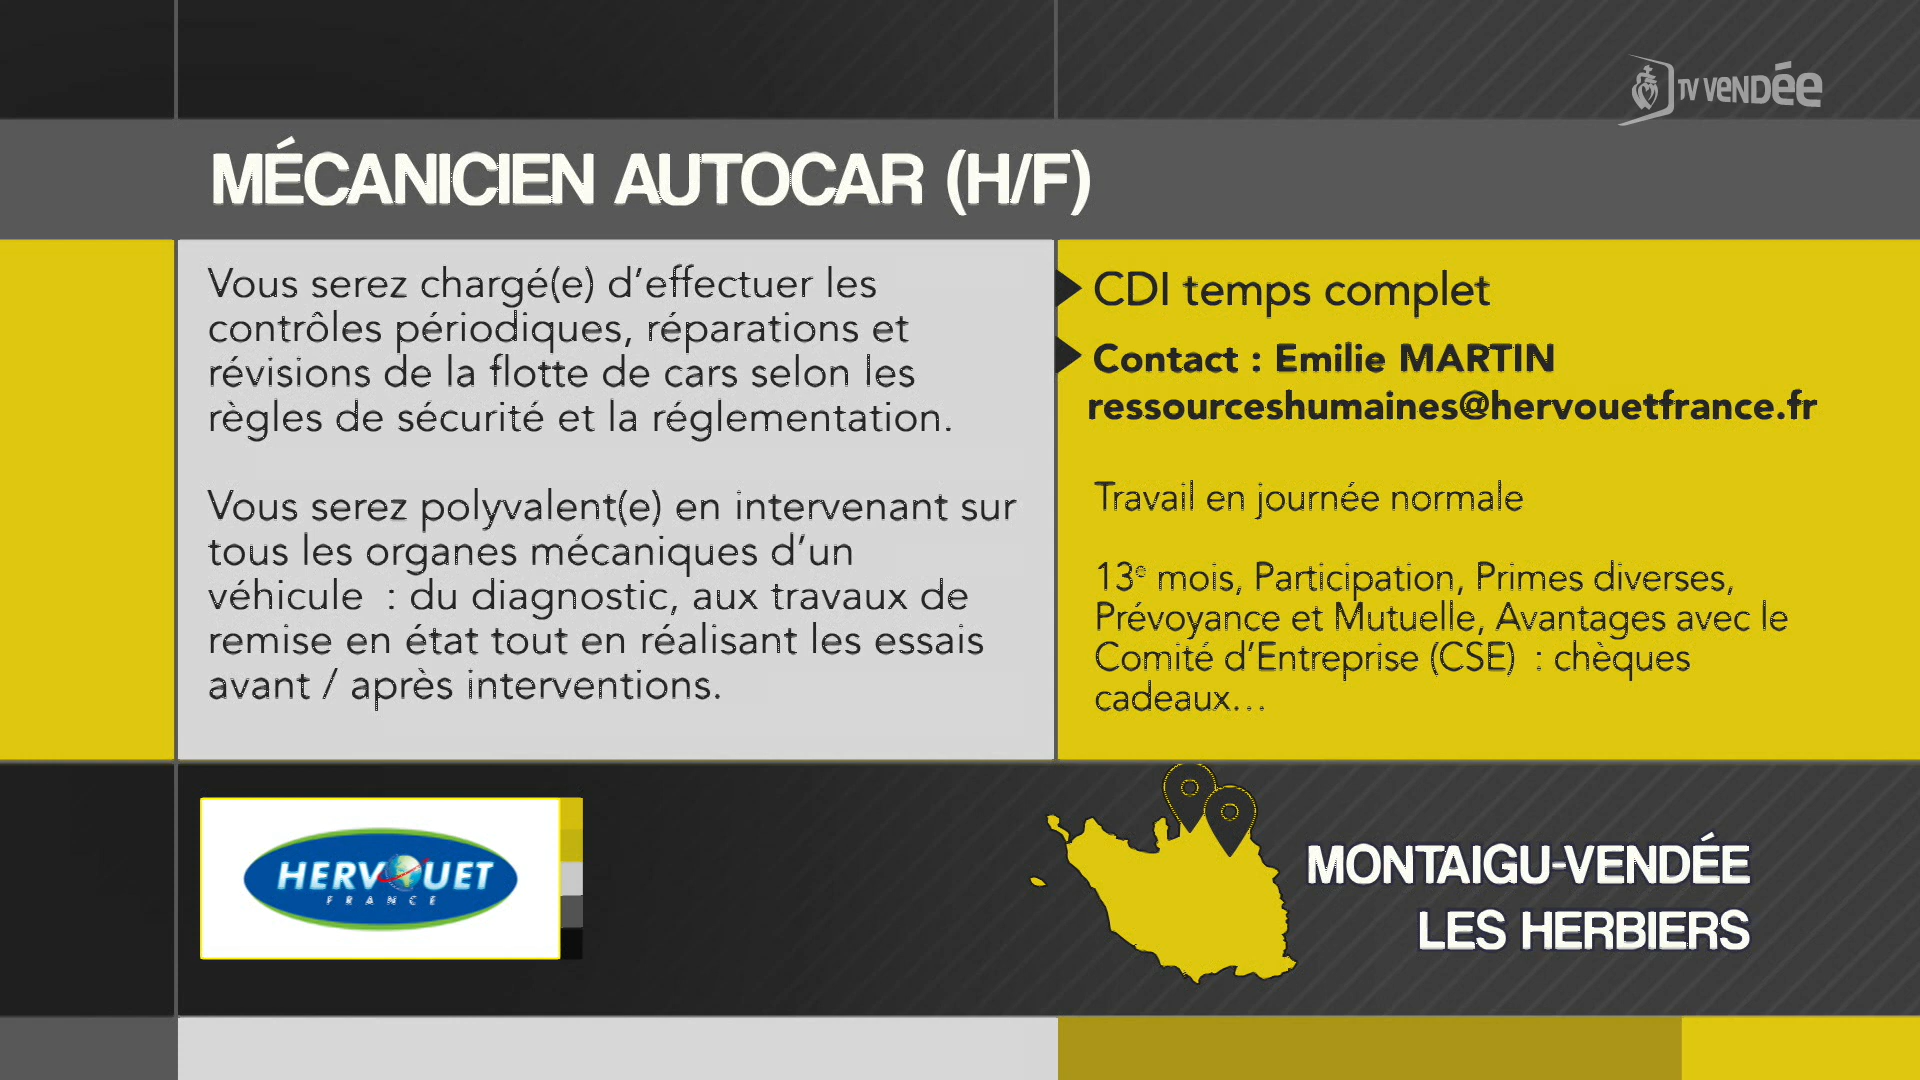 TV VENDÉE
MÉCANICIEN AUTOCAR (H/F)
Vous serez chargé(e) d’effectuer les
contrôles périodiques, réparations et
révisions de la flotte de cars selon les
règles de sécurité et la réglementation.
Vous serez polyvalent(e) en intervenant sur
tous les organes mécaniques d’un
véhicule  : du diagnostic, aux travaux de
remise en état tout en réalisant les essais
avant / après interventions.
CDI temps complet
Contact : Emilie MARTIN
ressourceshumaines@hervouetfrance.fr
Travail en journée normale
13e mois, Participation, Primes diverses,
Prévoyance et Mutuelle, Avantages avec le
Comité d’Entreprise (CSE)  : chèques
cadeaux…
HERVOUET
FRANCE
MONTAIGU-VENDÉE
LES HERBIERS